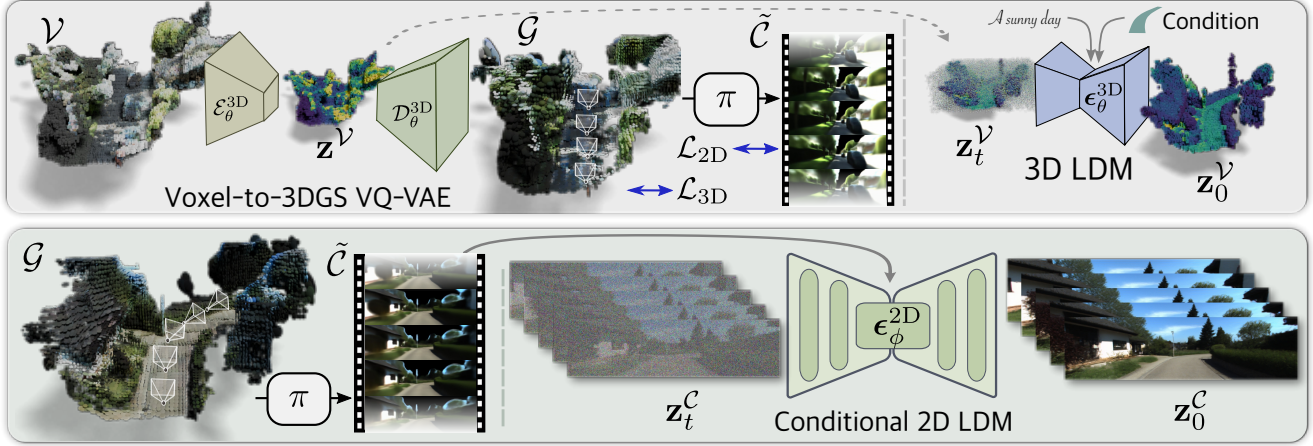 𝒱
ℰ_θ^3D
𝐳^𝒱
𝒟_θ^3D
𝒢
π
𝒞̃
ℒ_2D
ℒ_3D
Voxel-to-3DGS VQ-VAE
A sunny day
Condition
ϵ_θ^3D
𝐳_t^𝒱
3D LDM
𝐳_0^𝒱
𝒢
π
𝒞̃
ϵ_ϕ^2D
𝐳_t^𝒞
Conditional 2D LDM
𝐳_0^𝒞